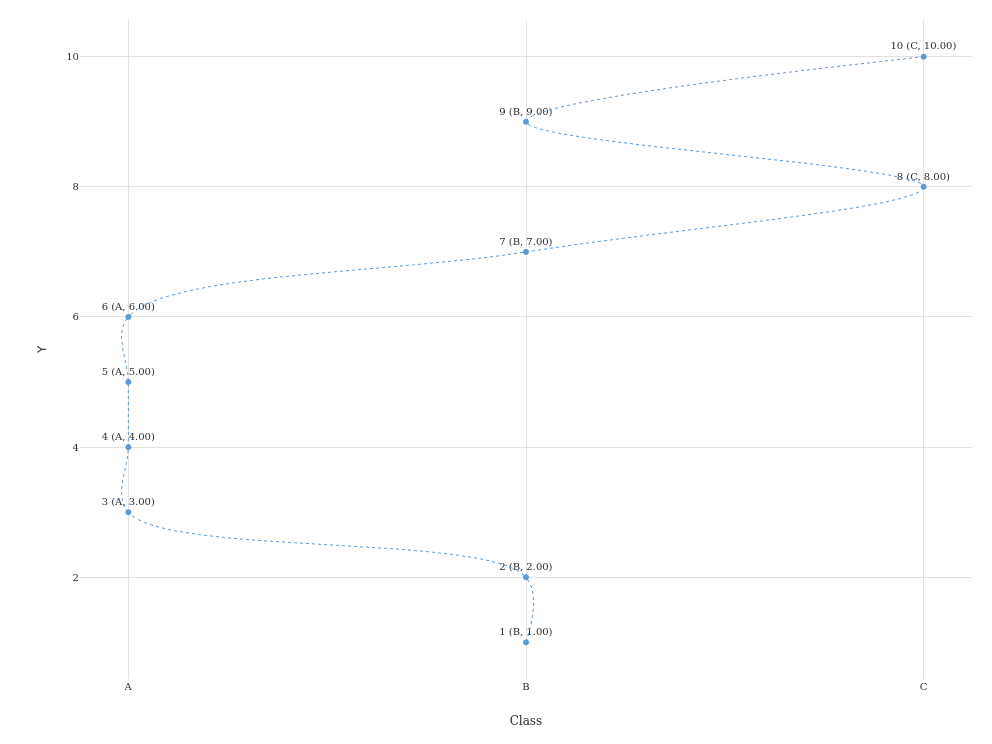 10 (C, 10.00)
10
9 (B, 9.00)
8 (C, 8.00)
8
7 (B, 7.00)
6 (A, 6.00)
6
Y
5 (A, 5.00)
4 (A, 4.00)
4
3 (A, 3.00)
2 (B, 2.00)
2
1 (B, 1.00)
A B C
Class